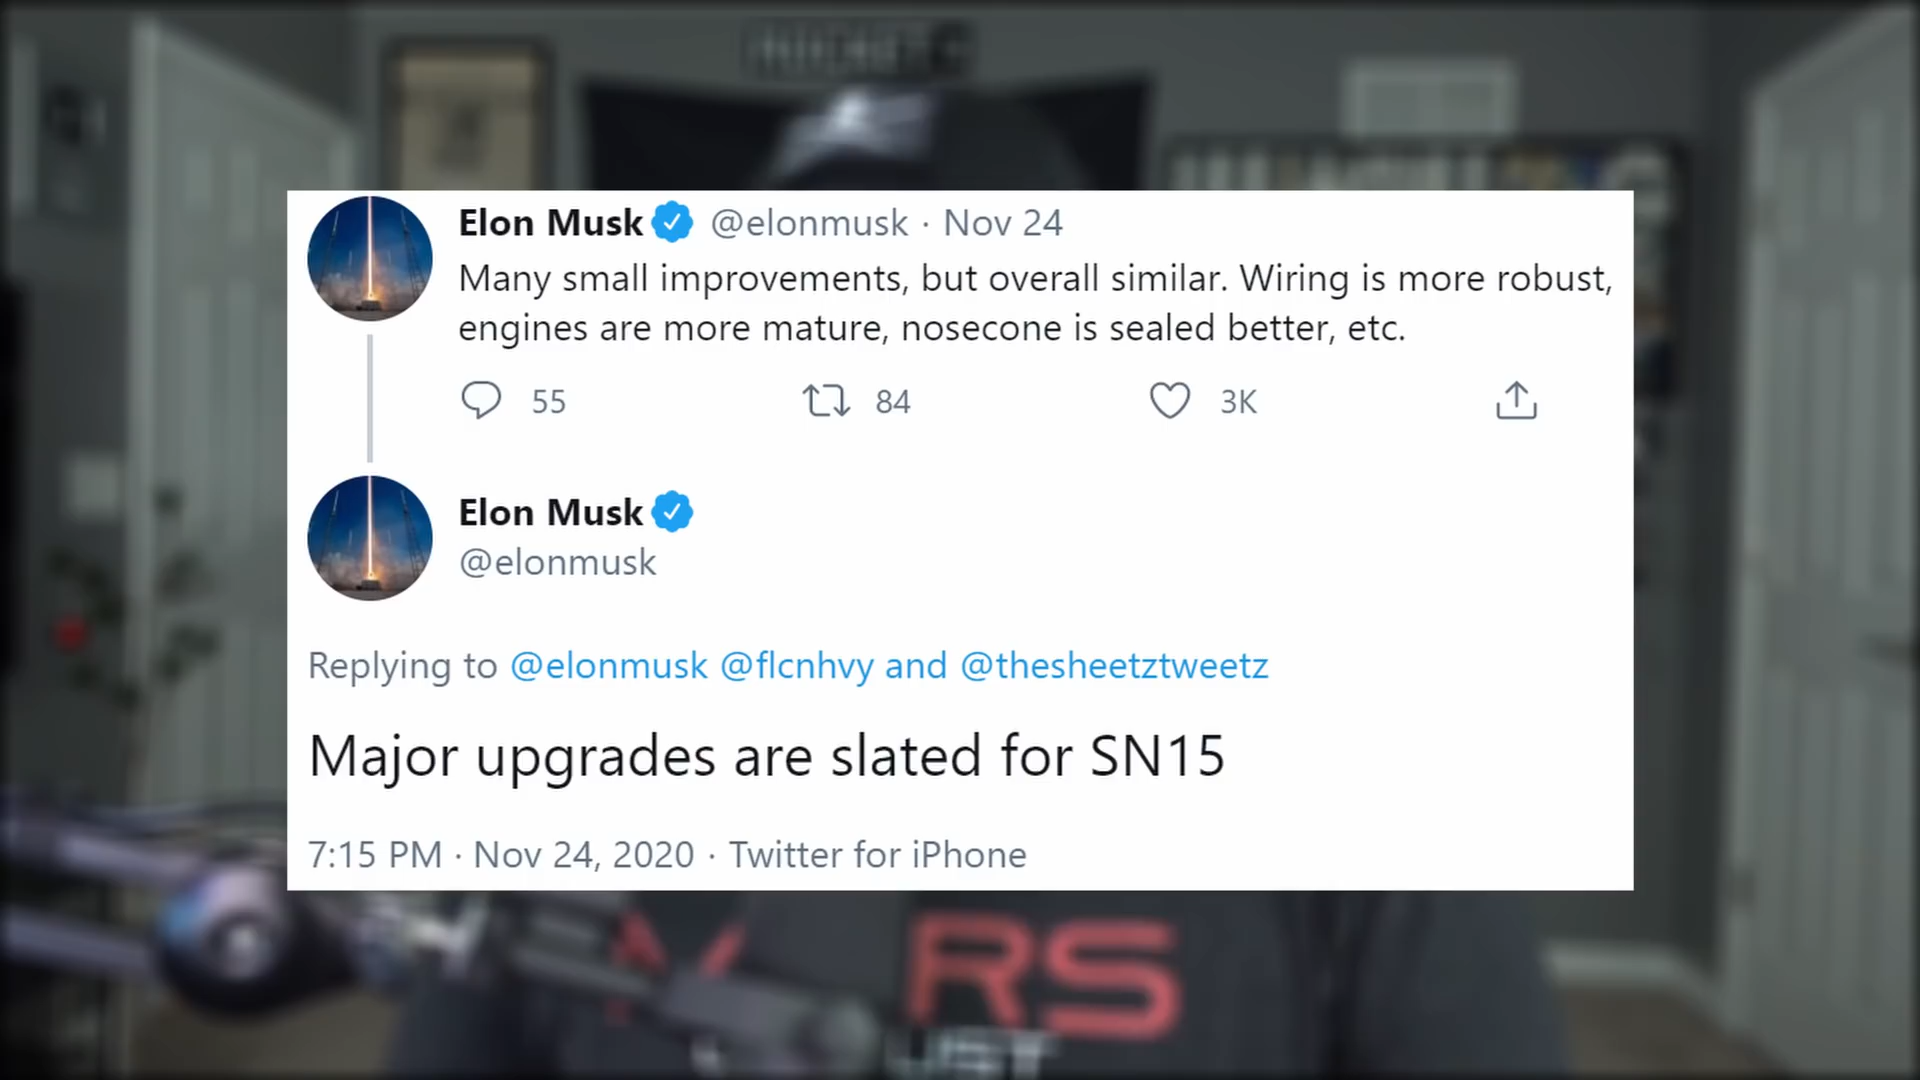 Elon Musk @elonmusk · Nov 24
Many small improvements, but overall similar. Wiring is more robust,
engines are more mature, nosecone is sealed better, etc.
55 84 3K
Elon Musk
@elonmusk
Replying to @elonmusk @flcnhvy and @thesheetztweetz
Major upgrades are slated for SN15
7:15 PM · Nov 24, 2020 · Twitter for iPhone
RS